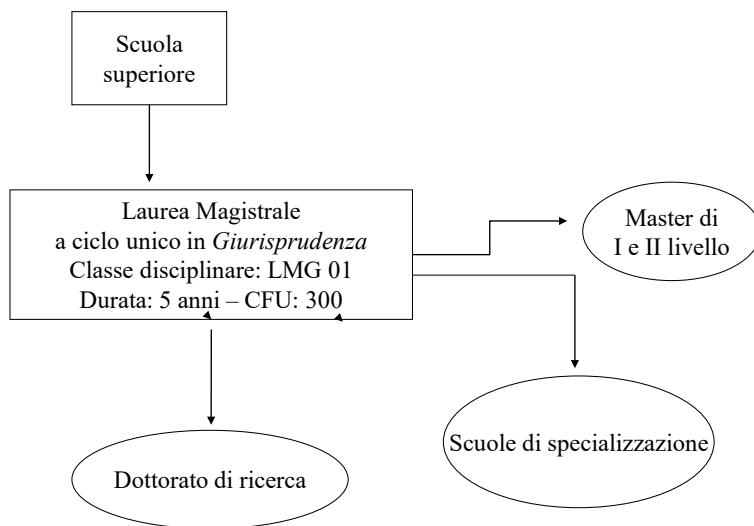 Scuola
superiore
Laurea Magistrale
a ciclo unico in Giurisprudenza
Classe disciplinare: LMG 01
Durata: 5 anni – CFU: 300
Master di
I e II livello
Scuole di specializzazione
Dottorato di ricerca